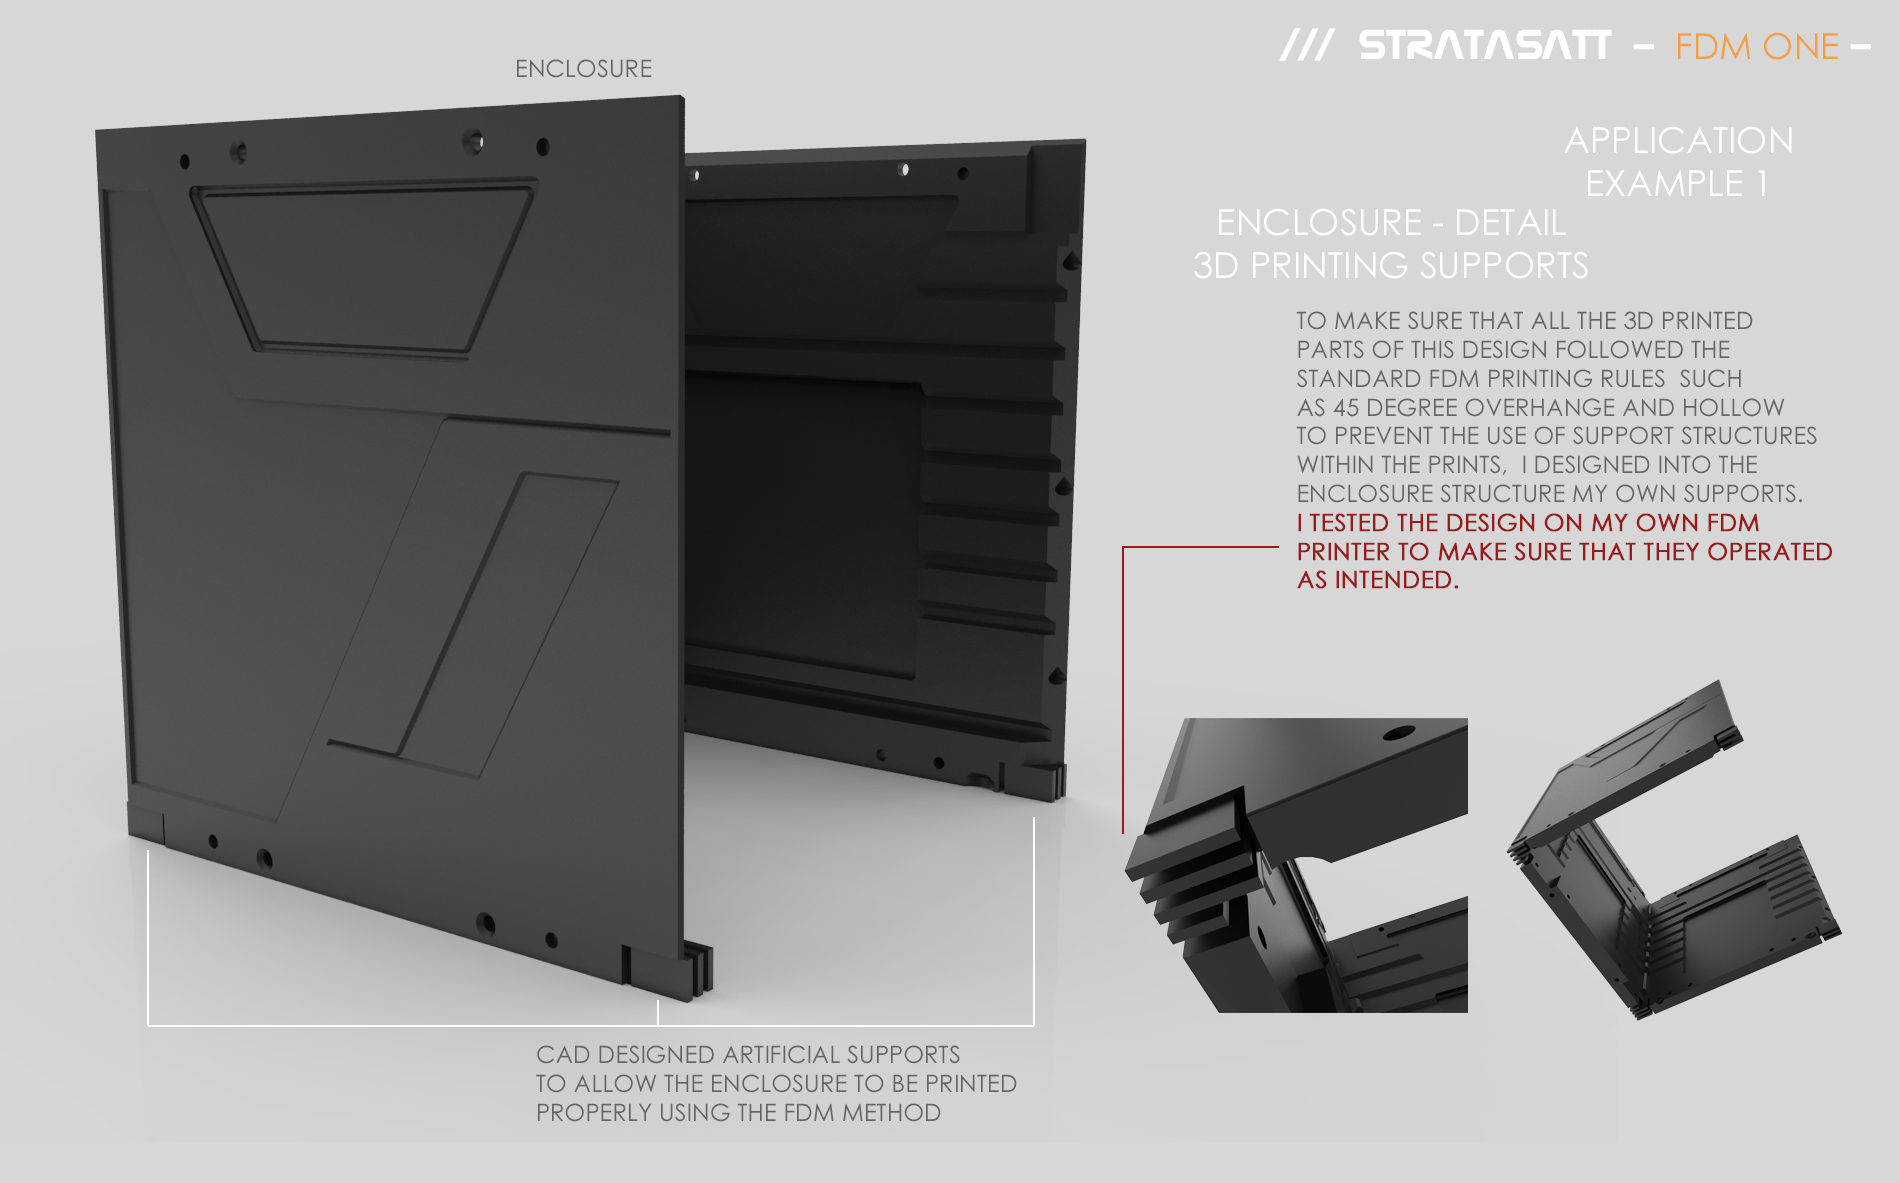 ENCLOSURE
/// STRATASATT – FDM ONE –
APPLICATION
EXAMPLE 1
ENCLOSURE - DETAIL
3D PRINTING SUPPORTS
TO MAKE SURE THAT ALL THE 3D PRINTED
PARTS OF THIS DESIGN FOLLOWED THE
STANDARD FDM PRINTING RULES  SUCH
AS 45 DEGREE OVERHANGE AND HOLLOW
TO PREVENT THE USE OF SUPPORT STRUCTURES
WITHIN THE PRINTS,  I DESIGNED INTO THE
ENCLOSURE STRUCTURE MY OWN SUPPORTS.
I TESTED THE DESIGN ON MY OWN FDM
PRINTER TO MAKE SURE THAT THEY OPERATED
AS INTENDED.
CAD DESIGNED ARTIFICIAL SUPPORTS
TO ALLOW THE ENCLOSURE TO BE PRINTED
PROPERLY USING THE FDM METHOD